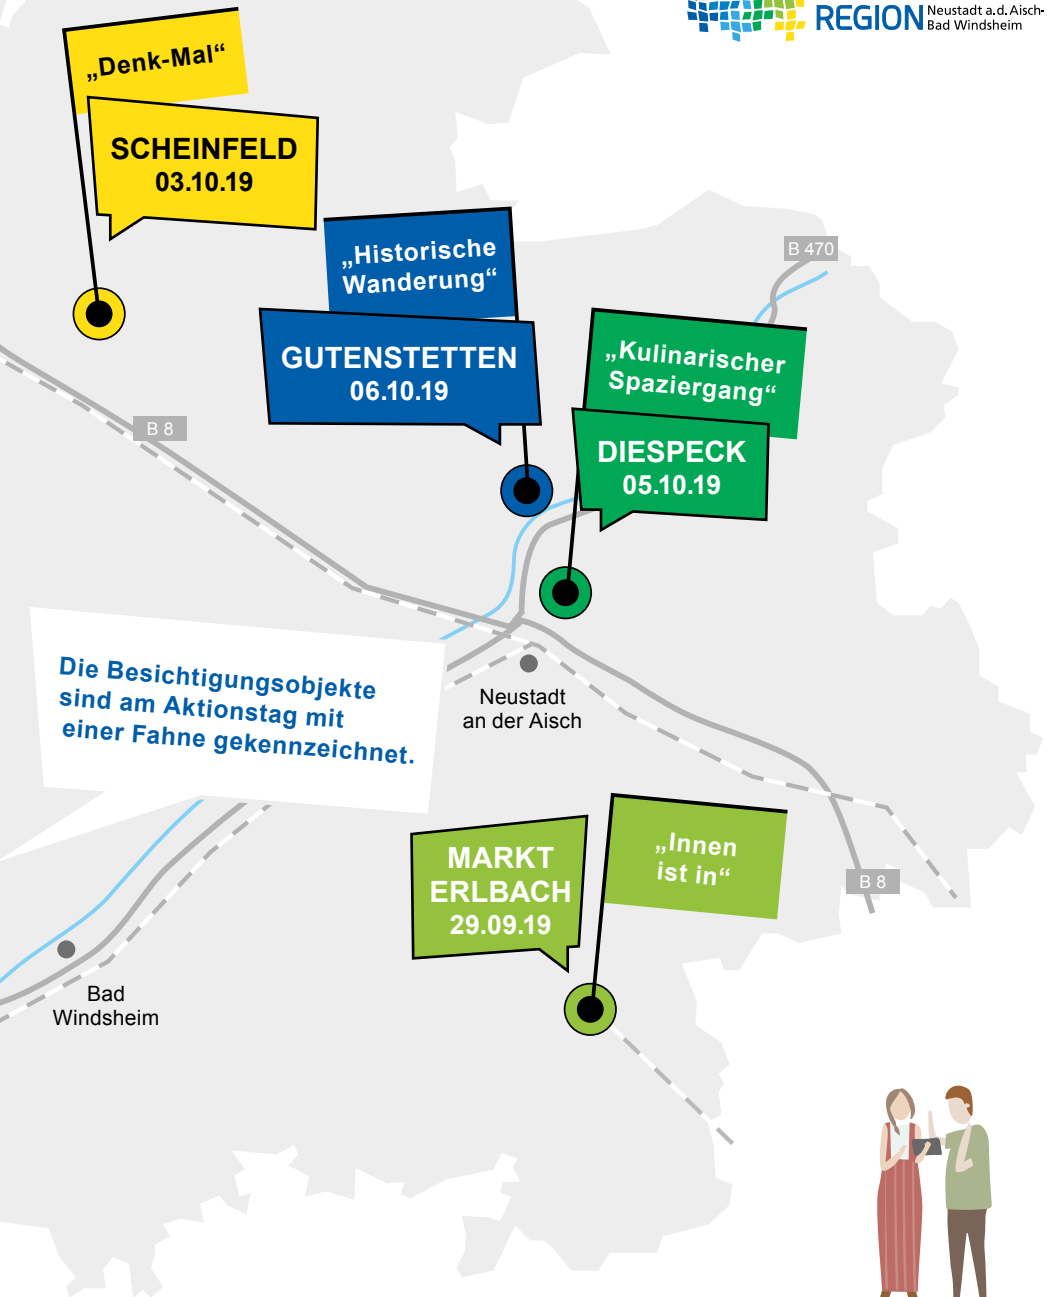 REGION Neustadt a.d.Aisch-
Bad Windsheim
„Denk-Mal“
SCHEINFELD
03.10.19
„Historische
Wanderung“
GUTENSTETTEN
06.10.19
B 470
„Kulinarischer
Spaziergang“
DIESPECK
05.10.19
B 8
Die Besichtigungsobjekte
sind am Aktionstag mit
einer Fahne gekennzeichnet.
Neustadt
an der Aisch
MARKT
ERLBACH
29.09.19
„Innen
ist in“
B 8
Bad
Windsheim